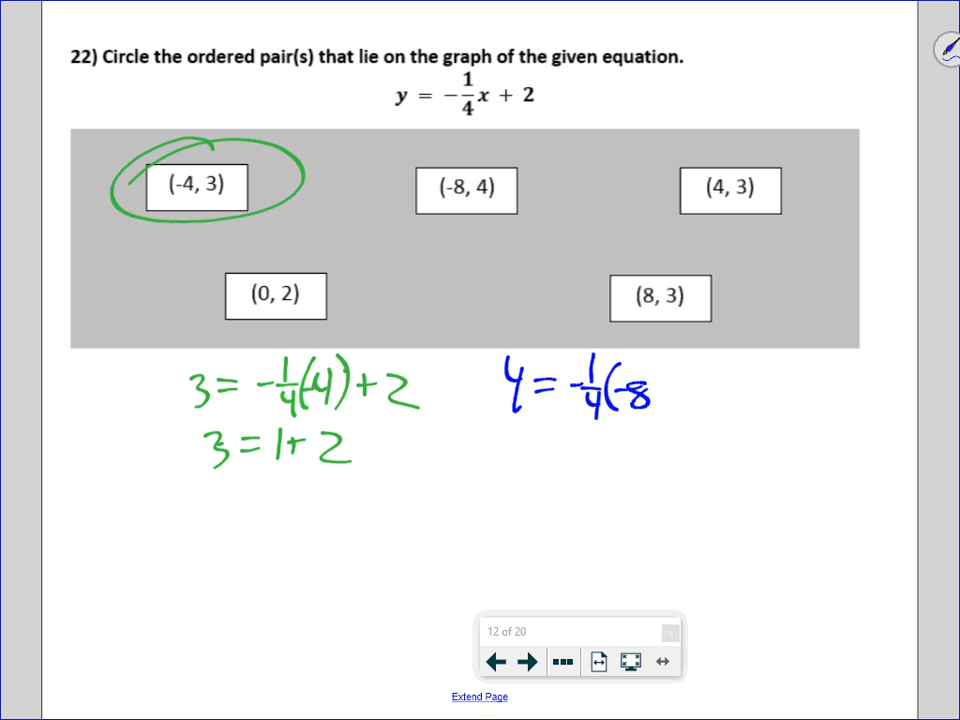 22) Circle the ordered pair(s) that lie on the graph of the given equation.
y = -1/4x + 2
(-4, 3) (-8, 4) (4, 3)
(0, 2) (8, 3)
3 = -1/4(-4) + 2 4 = -1/4(-8
3 = 1 + 2
12 of 20
Extend Page